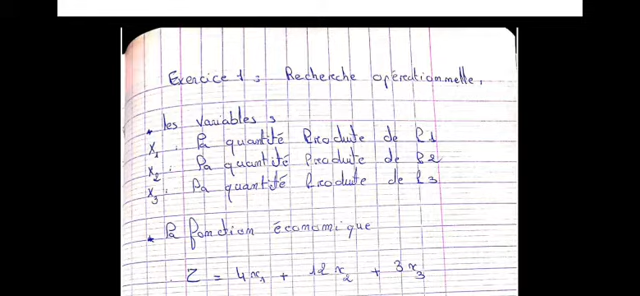 Exercice 1 : Recherche opérationnelle.
* les variables :
x1 : la quantité Produite de P1
x2 : la quantité Produite de P2
x3 : la quantité Produite de P3
* la fonction économique
Z = 4x1 + 12x2 + 3x3